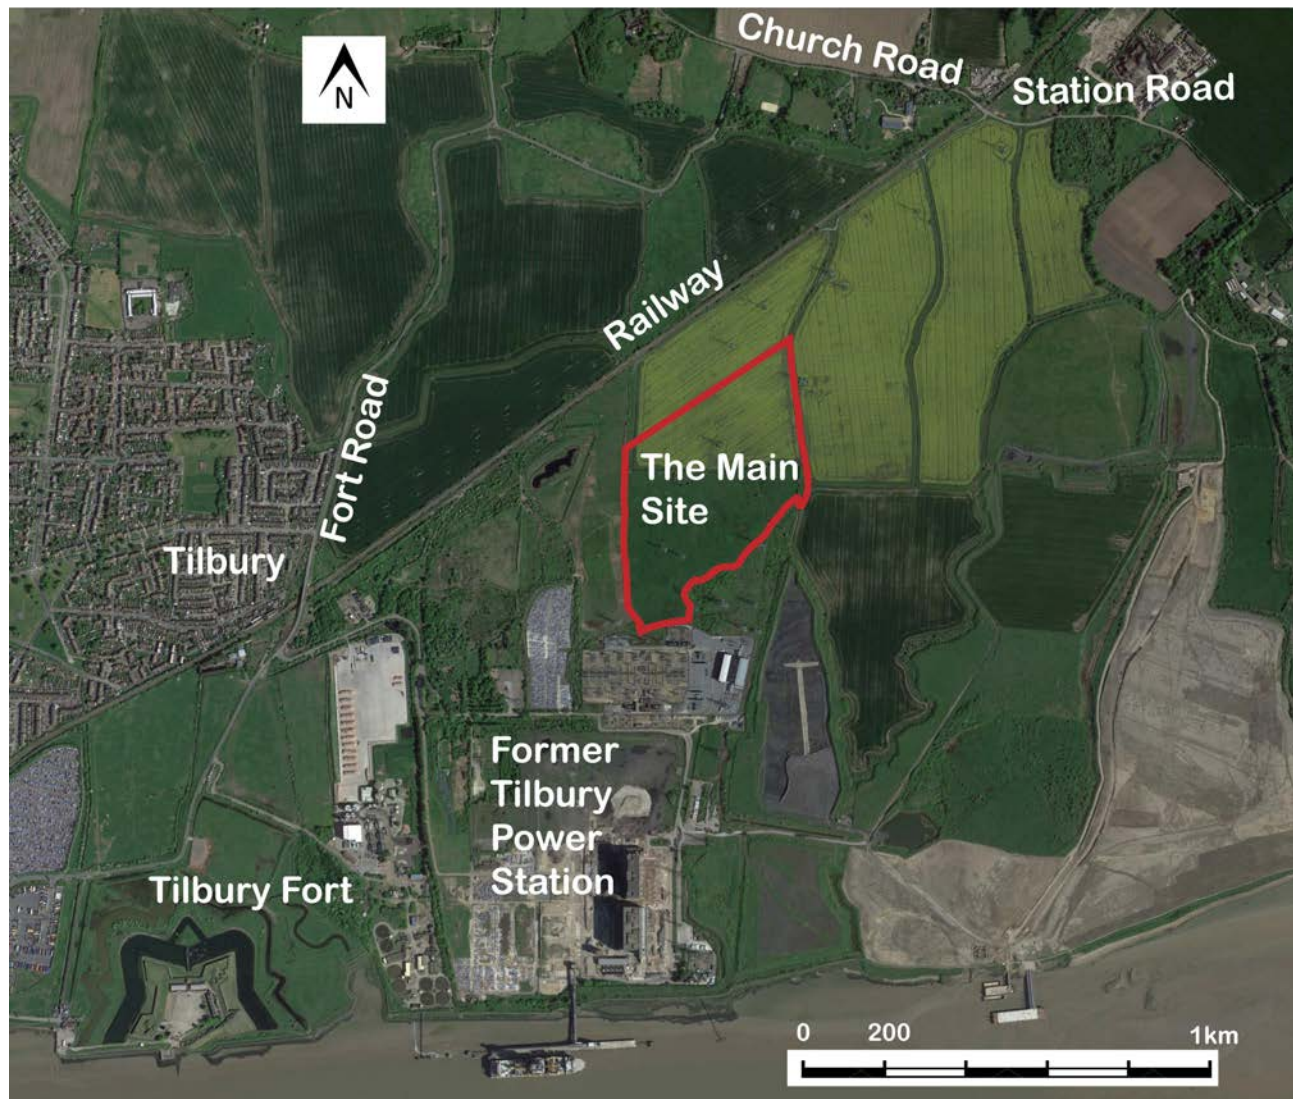 Church Road
Station Road
N
Railway
Fort Road
The Main
Site
Tilbury
Former
Tilbury
Power
Station
Tilbury Fort
0 200 1km